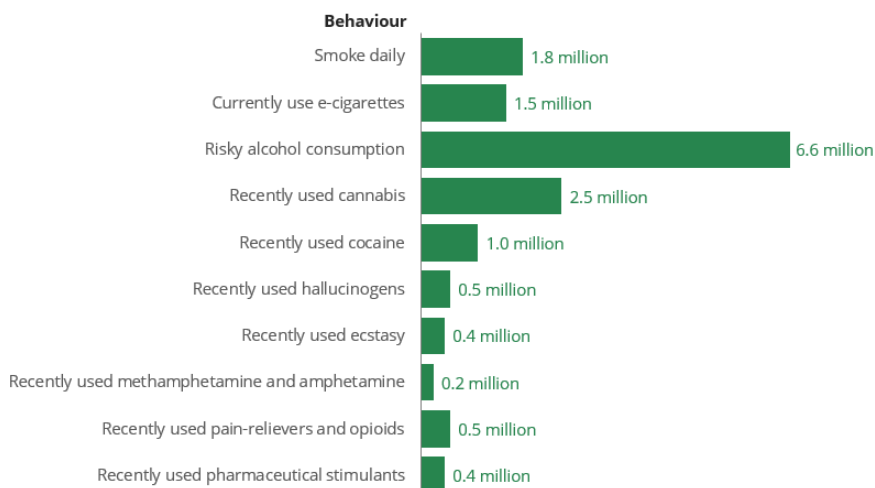 Behaviour
Smoke daily 1.8 million
Currently use e-cigarettes 1.5 million
Risky alcohol consumption 6.6 million
Recently used cannabis 2.5 million
Recently used cocaine 1.0 million
Recently used hallucinogens 0.5 million
Recently used ecstasy 0.4 million
Recently used methamphetamine and amphetamine 0.2 million
Recently used pain-relievers and opioids 0.5 million
Recently used pharmaceutical stimulants 0.4 million